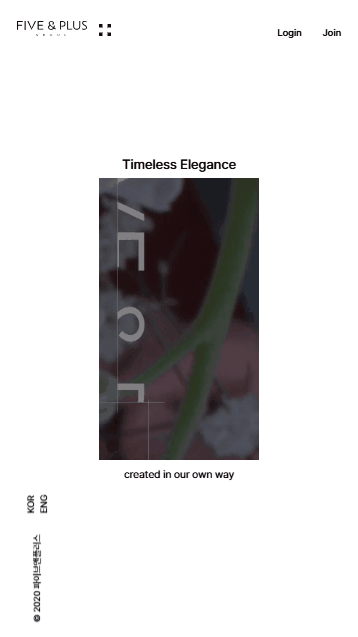 FIVE & PLUS
Login
Join
Timeless Elegance
created in our own way
KOR
ENG
© 2020 파이브앤플러스